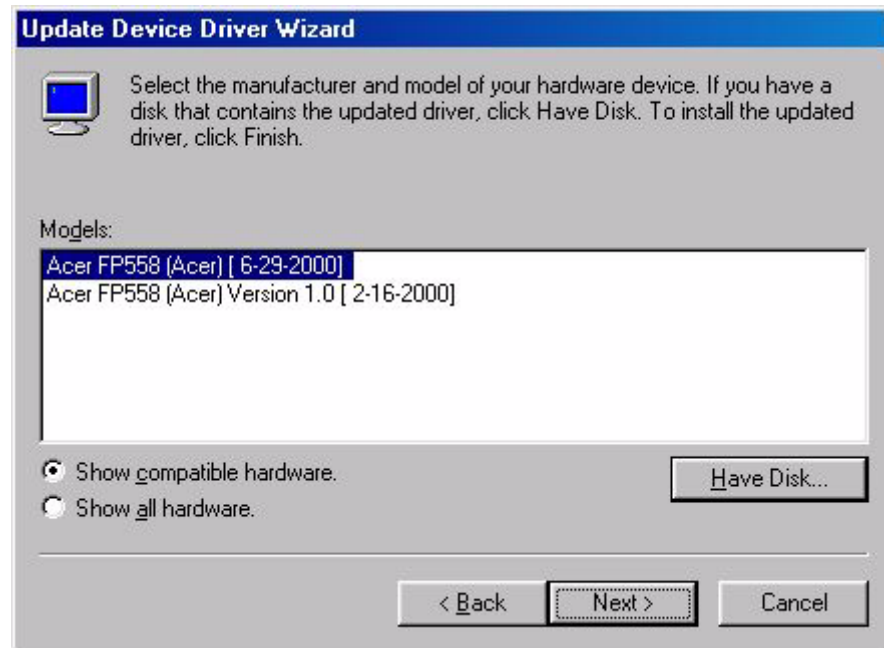 Update Device Driver Wizard
Select the manufacturer and model of your hardware device. If you have a
disk that contains the updated driver, click Have Disk. To install the updated
driver, click Finish.
Models:
Acer FP558 (Acer) [ 6-29-2000]
Acer FP558 (Acer) Version 1.0 [ 2-16-2000]
Show compatible hardware.
Show all hardware.
Have Disk...
< Back
Next >
Cancel